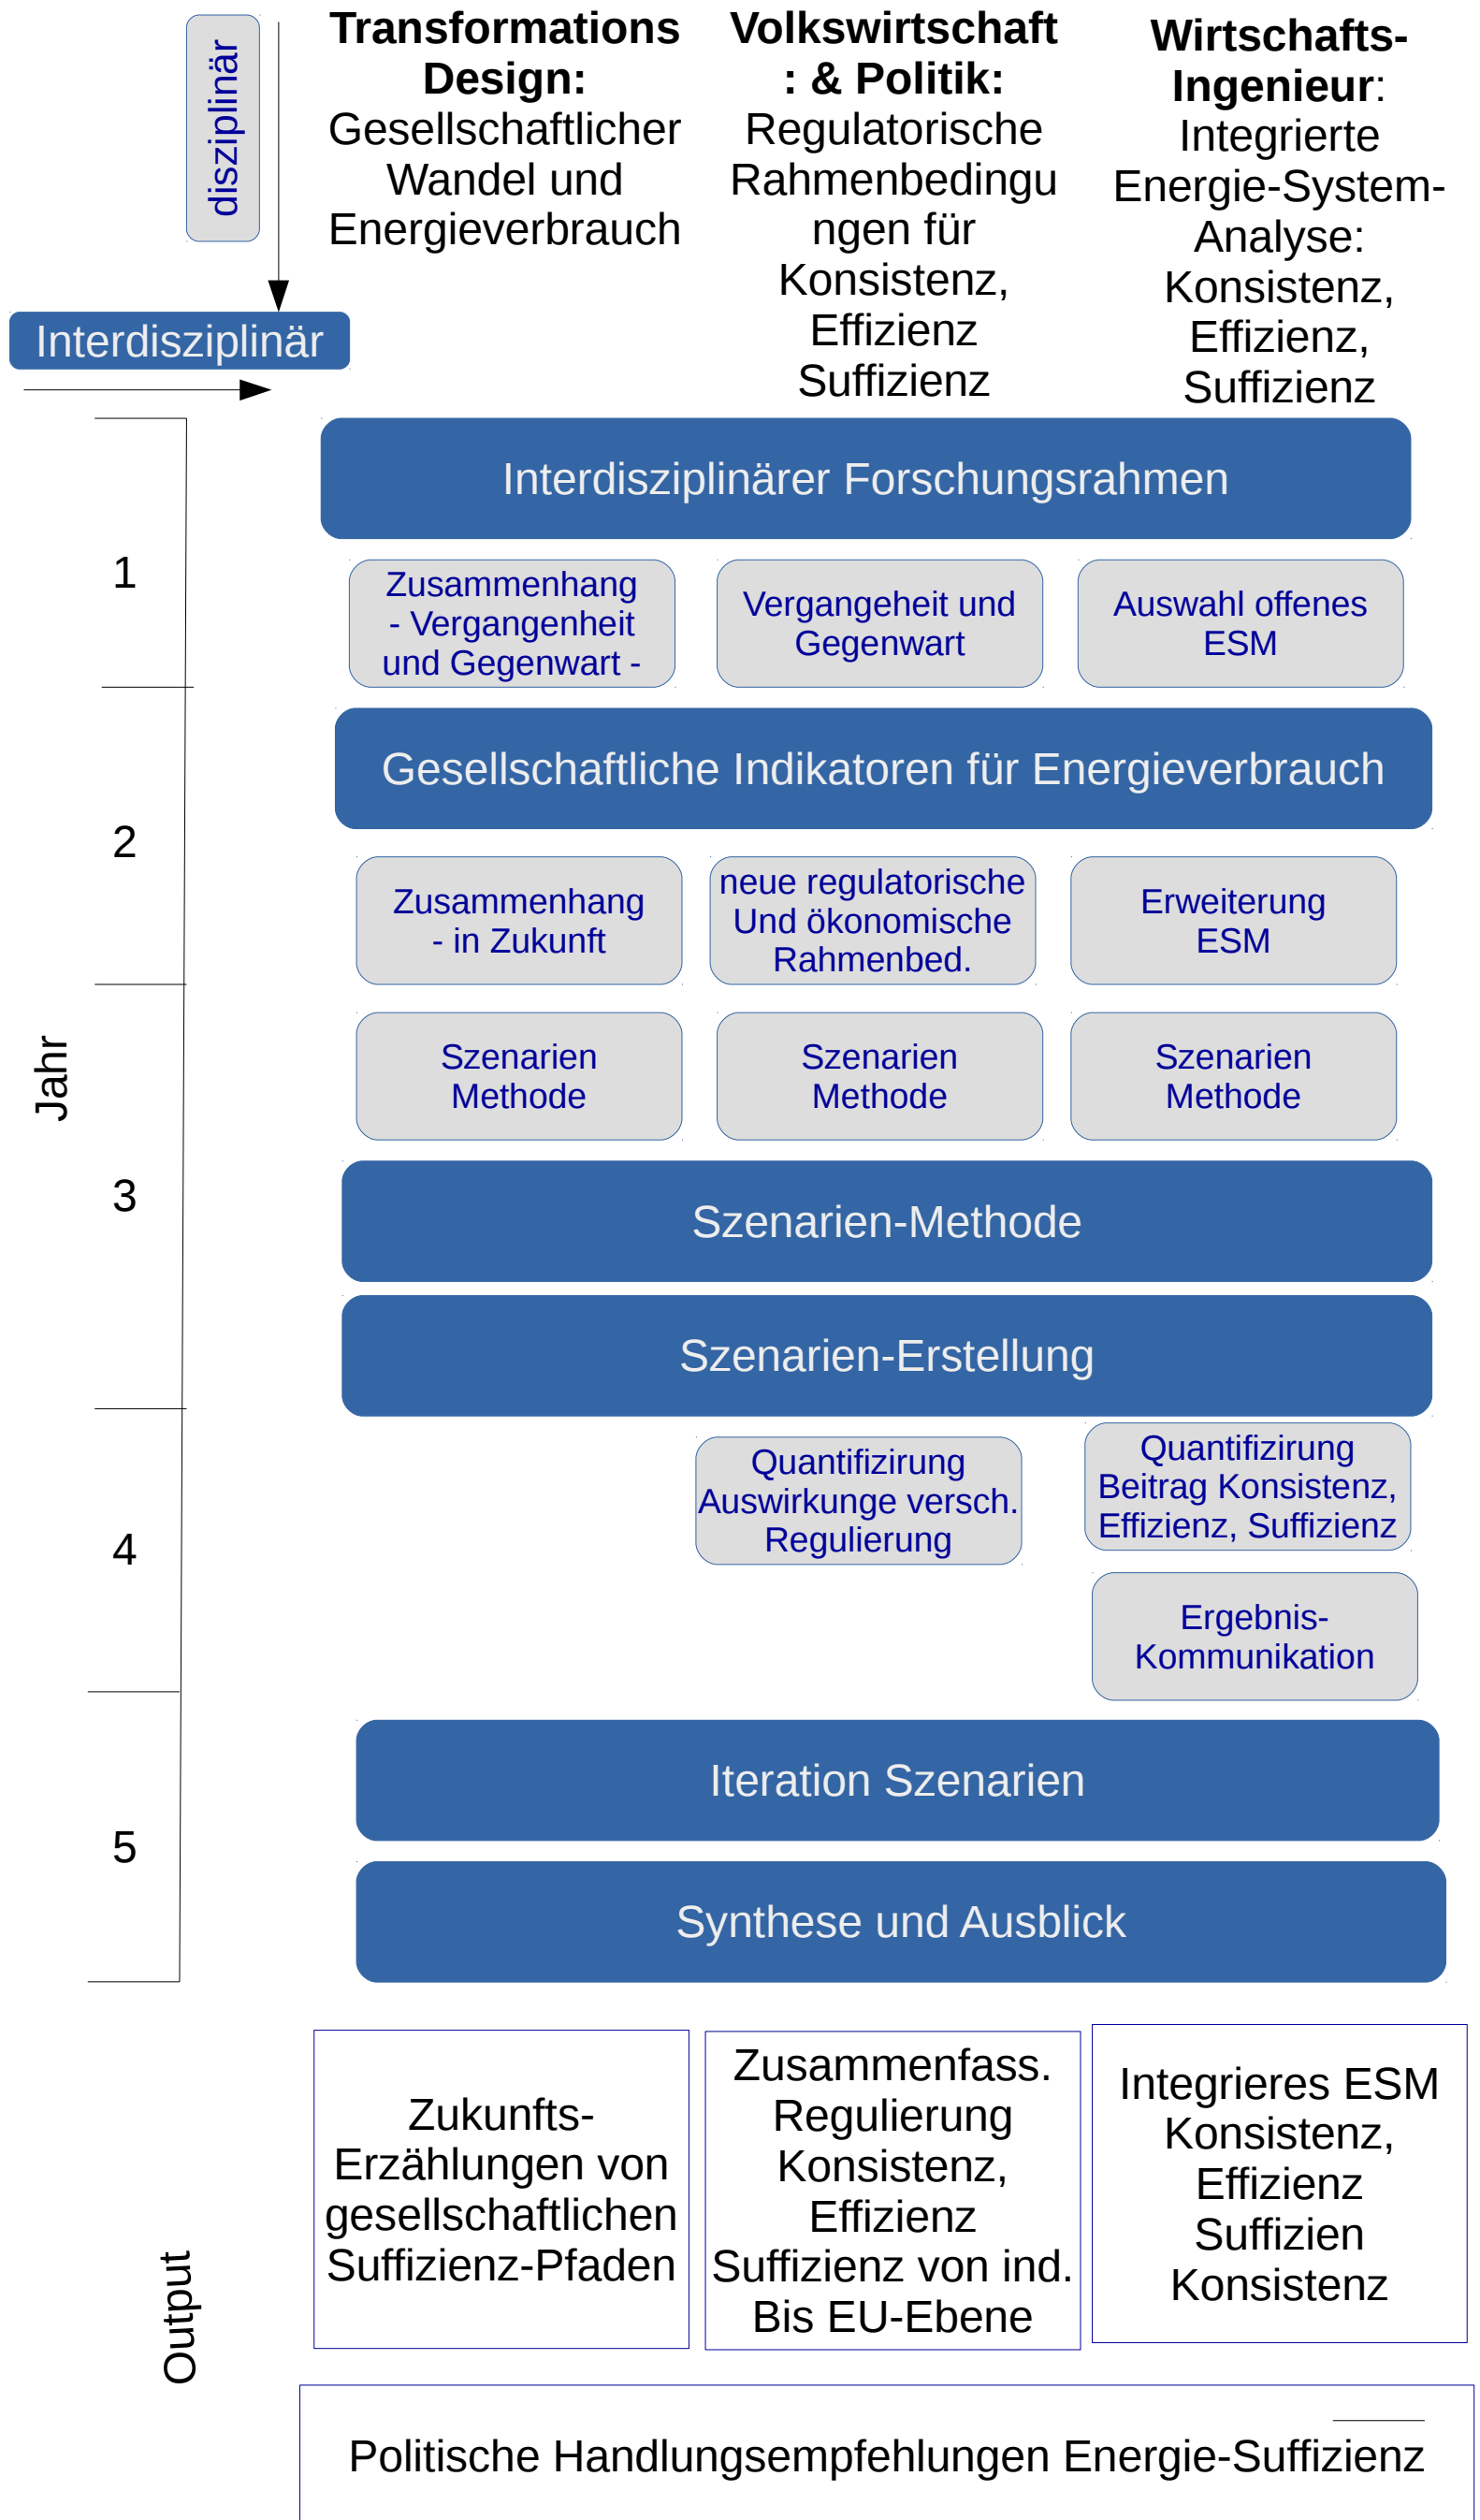 disziplinär
Transformations
Design:
Gesellschaftlicher
Wandel und
Energieverbrauch
Volkswirtschaft
: & Politik:
Regulatorische
Rahmenbedingu
ngen für
Konsistenz,
Effizienz
Suffizienz
Wirtschafts-
Ingenieur:
Integrierte
Energie-System-
Analyse:
Konsistenz,
Effizienz,
Suffizienz
Interdisziplinär
Jahr
1
Interdisziplinärer Forschungsrahmen
Zusammenhang
- Vergangenheit
und Gegenwart -
Vergangeheit und
Gegenwart
Auswahl offenes
ESM
2
Gesellschaftliche Indikatoren für Energieverbrauch
Zusammenhang
- in Zukunft
neue regulatorische
Und ökonomische
Rahmenbed.
Erweiterung
ESM
3
Szenarien
Methode
Szenarien
Methode
Szenarien
Methode
Szenarien-Methode
Szenarien-Erstellung
4
Quantifizirung
Auswirkunge versch.
Regulierung
Quantifizirung
Beitrag Konsistenz,
Effizienz, Suffizienz
Ergebnis-
Kommunikation
5
Iteration Szenarien
Synthese und Ausblick
Output
Zukunfts-
Erzählungen von
gesellschaftlichen
Suffizienz-Pfaden
Zusammenfass.
Regulierung
Konsistenz,
Effizienz
Suffizienz von ind.
Bis EU-Ebene
Integrieres ESM
Konsistenz,
Effizienz
Suffizien
Konsistenz
Politische Handlungsempfehlungen Energie-Suffizienz